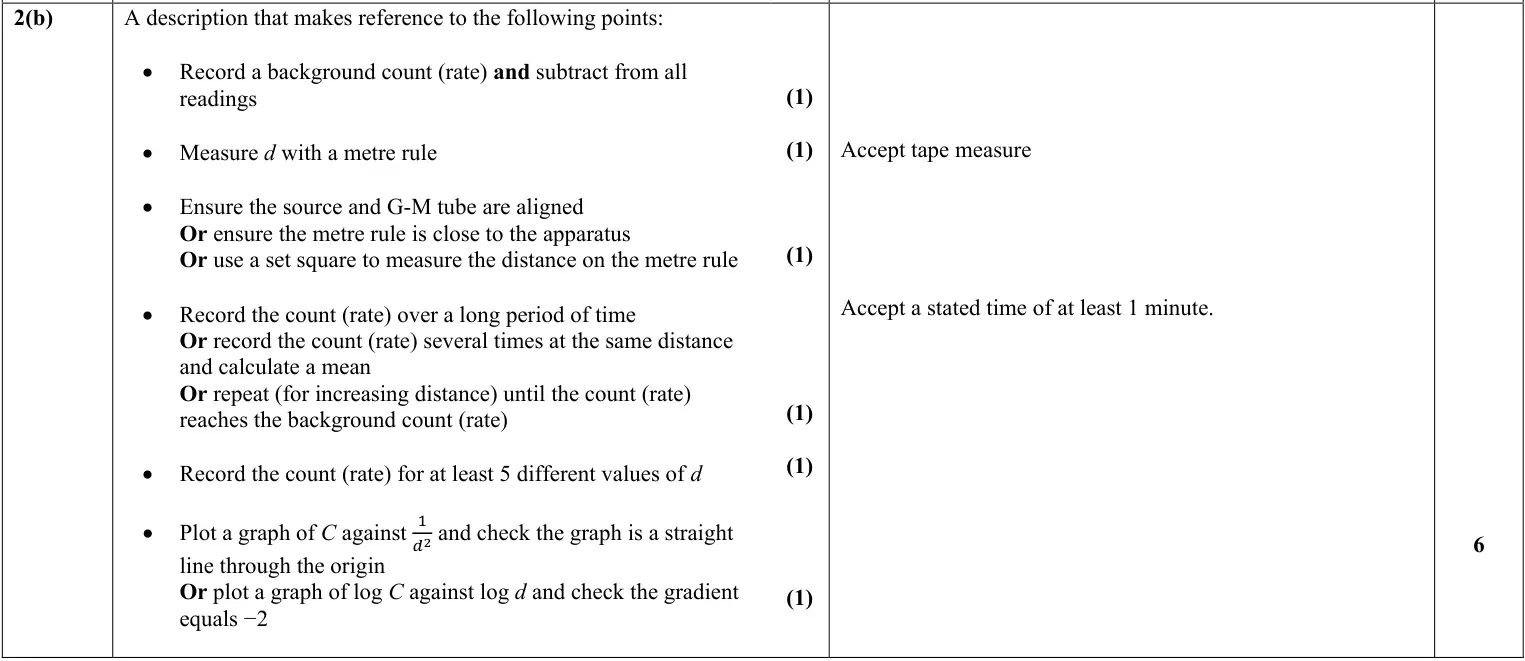 2(b) A description that makes reference to the following points:
• Record a background count (rate) and subtract from all
readings (1)
• Measure d with a metre rule (1) Accept tape measure
• Ensure the source and G-M tube are aligned
Or ensure the metre rule is close to the apparatus
Or use a set square to measure the distance on the metre rule (1)
• Record the count (rate) over a long period of time Accept a stated time of at least 1 minute.
Or record the count (rate) several times at the same distance
and calculate a mean
Or repeat (for increasing distance) until the count (rate)
reaches the background count (rate) (1)
• Record the count (rate) for at least 5 different values of d (1)
• Plot a graph of C against 1/d² and check the graph is a straight
line through the origin 6
Or plot a graph of log C against log d and check the gradient (1)
equals −2